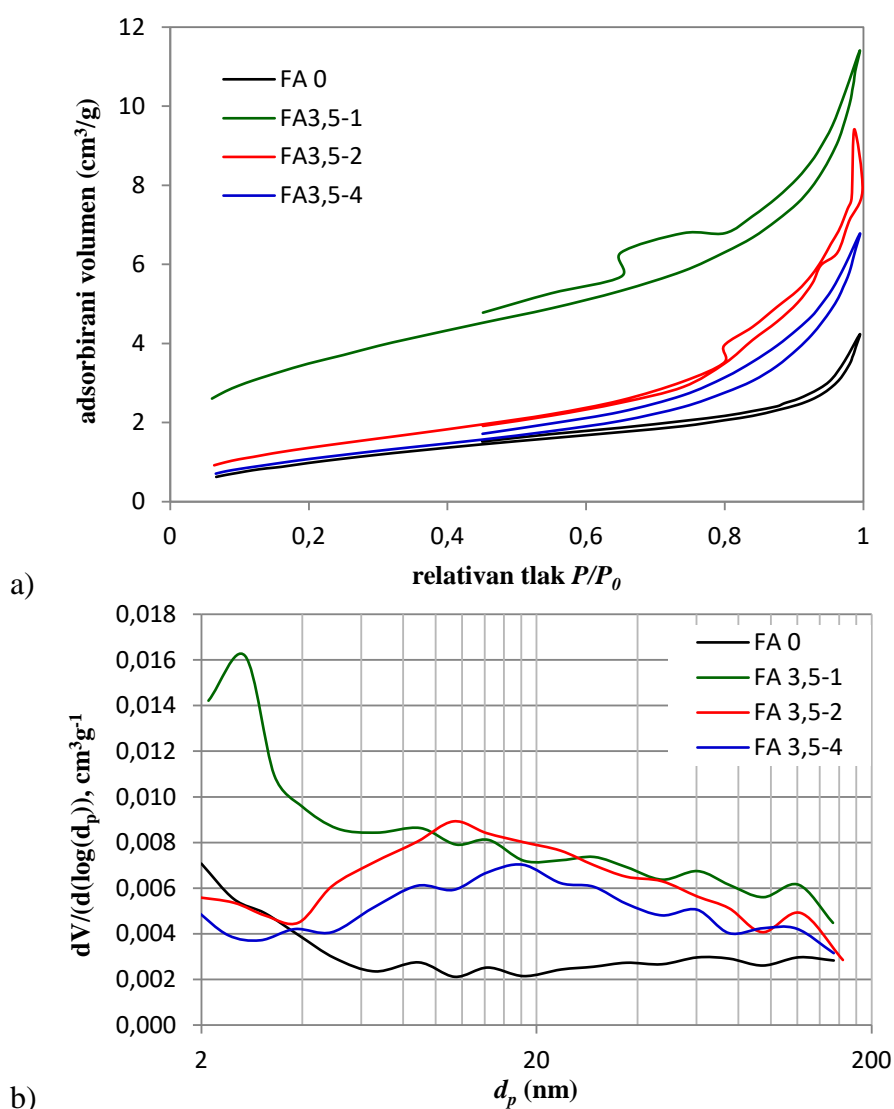 12
10
8
6
4
2
0
adsorbirani volumen (cm³/g)
FA 0
FA3,5-1
FA3,5-2
FA3,5-4
0 0,2 0,4 0,6 0,8 1
relativan tlak P/P₀
a)
0,018
0,016
0,014
0,012
0,010
0,008
0,006
0,004
0,002
0,000
dV/(d(log(dₚ)), cm³g⁻¹
FA 0
FA 3,5-1
FA 3,5-2
FA 3,5-4
2 20 200
dₚ (nm)
b)